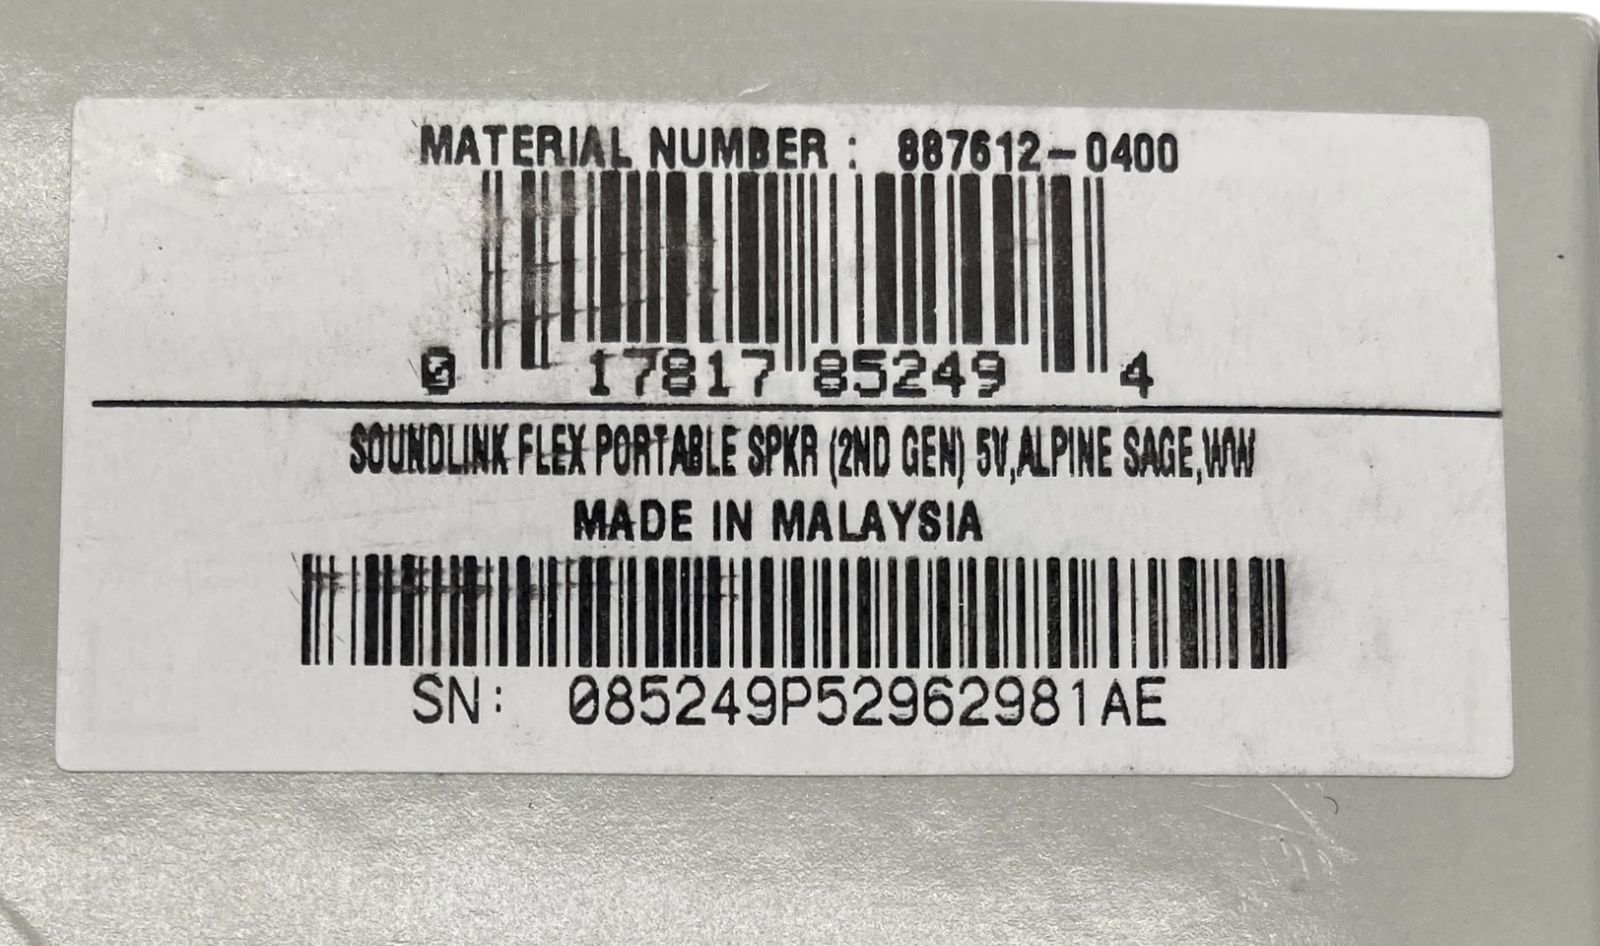 MATERIAL NUMBER : 887612-0400
0 17817 85249 4
SOUNDLINK FLEX PORTABLE SPKR (2ND GEN) 5V,ALPINE SAGE,WW
MADE IN MALAYSIA
SN: 085249P52962981AE